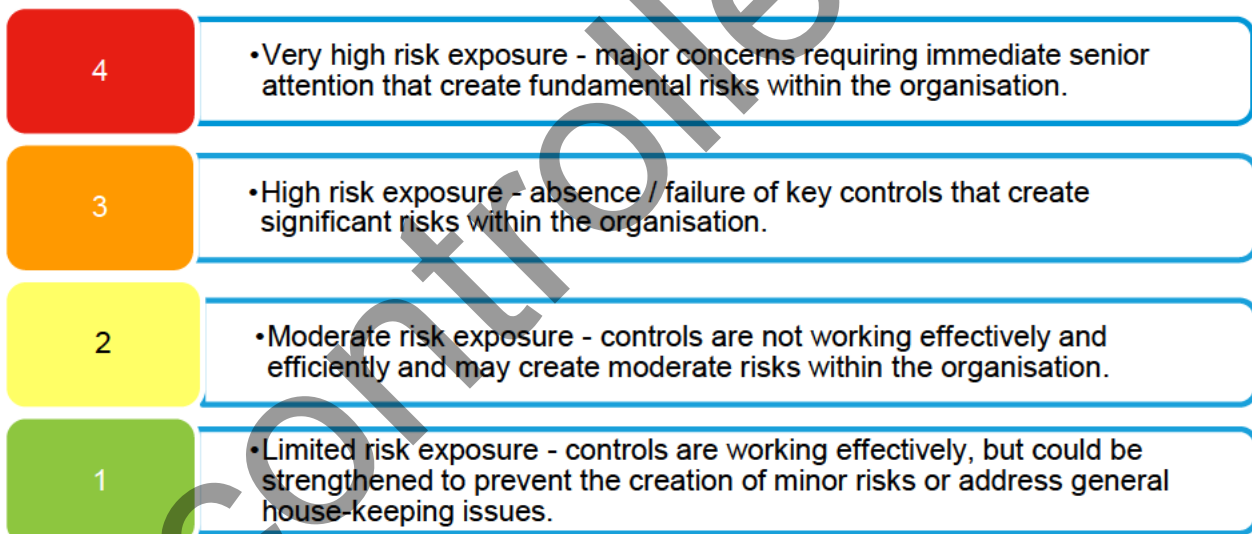 4
•Very high risk exposure - major concerns requiring immediate senior
attention that create fundamental risks within the organisation.
3
•High risk exposure - absence / failure of key controls that create
significant risks within the organisation.
2
•Moderate risk exposure - controls are not working effectively and
efficiently and may create moderate risks within the organisation.
1
•Limited risk exposure - controls are working effectively, but could be
strengthened to prevent the creation of minor risks or address general
house-keeping issues.
controlle